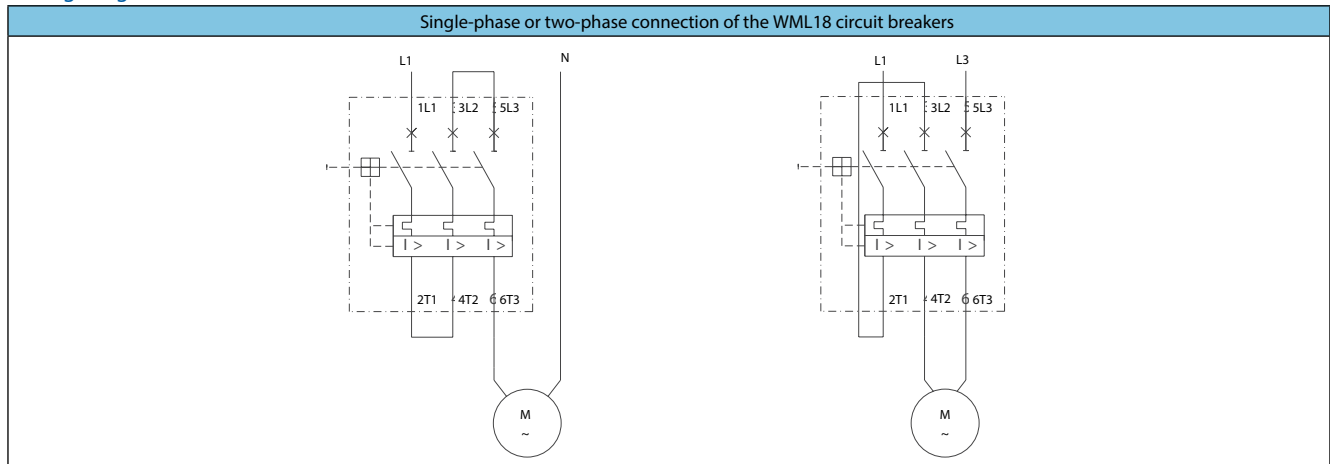 Single-phase or two-phase connection of the WML18 circuit breakers
L1 N L1 L3
1L1 3L2 5L3 1L1 3L2 5L3
I > I > I > I > I > I >
2T1 4T2 6T3 2T1 4T2 6T3
M M
~ ~